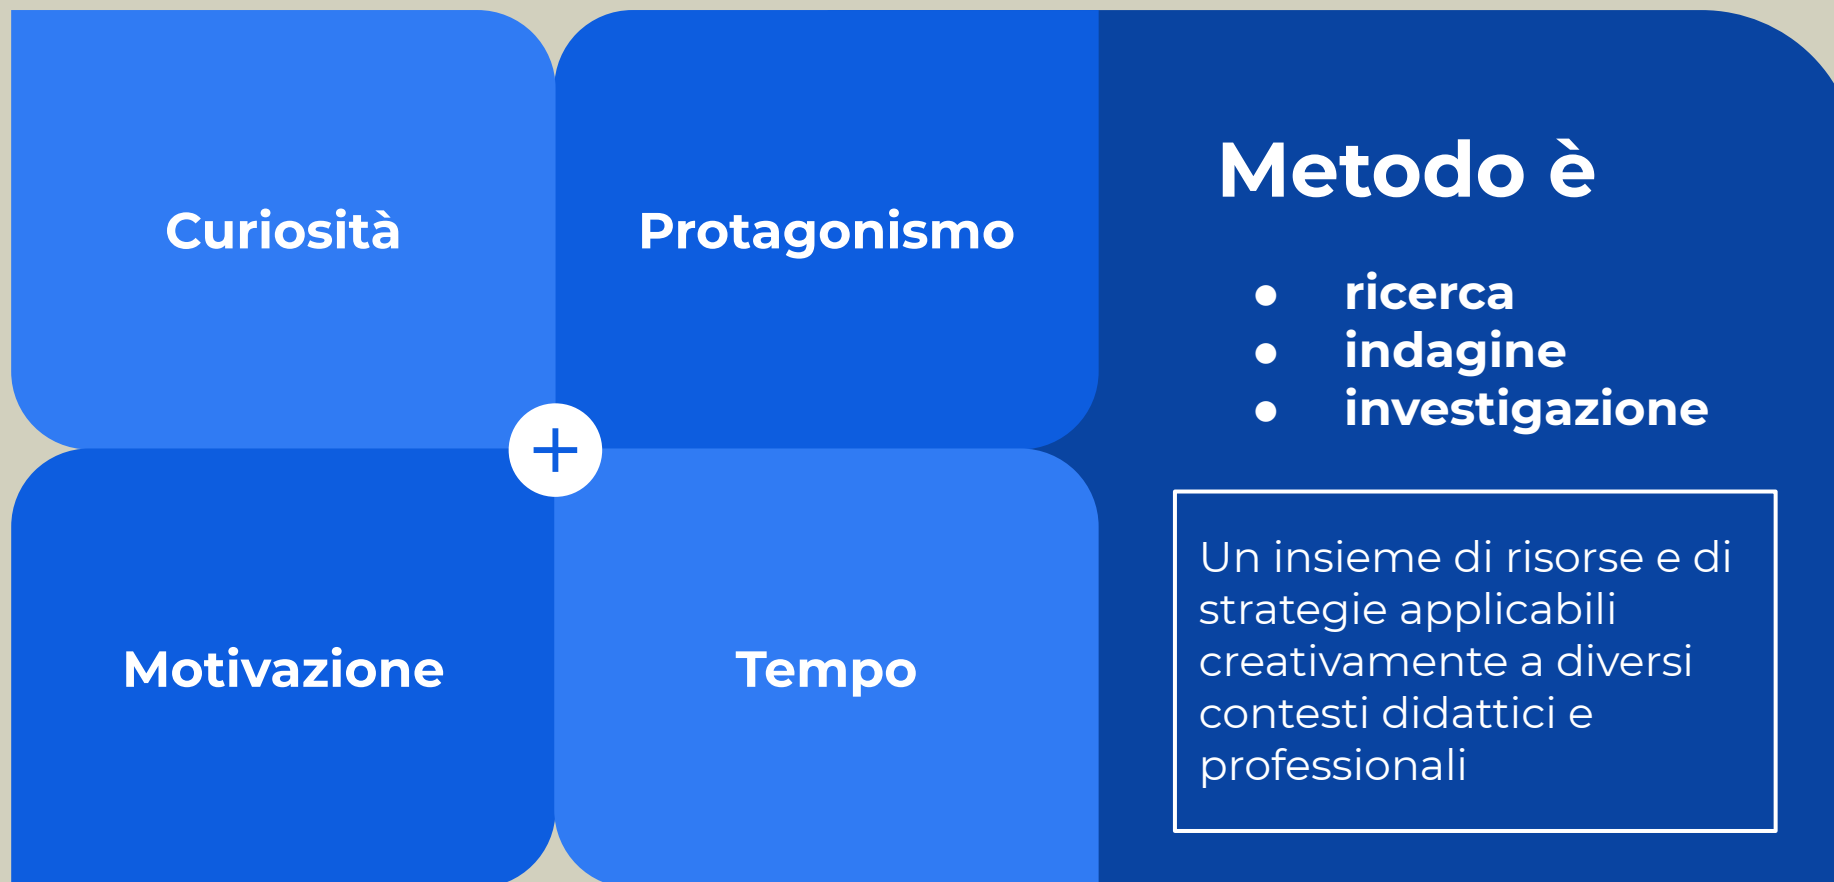 Curiosità
Protagonismo
Motivazione
Tempo
Metodo è
● ricerca
● indagine
● investigazione
Un insieme di risorse e di
strategie applicabili
creativamente a diversi
contesti didattici e
professionali